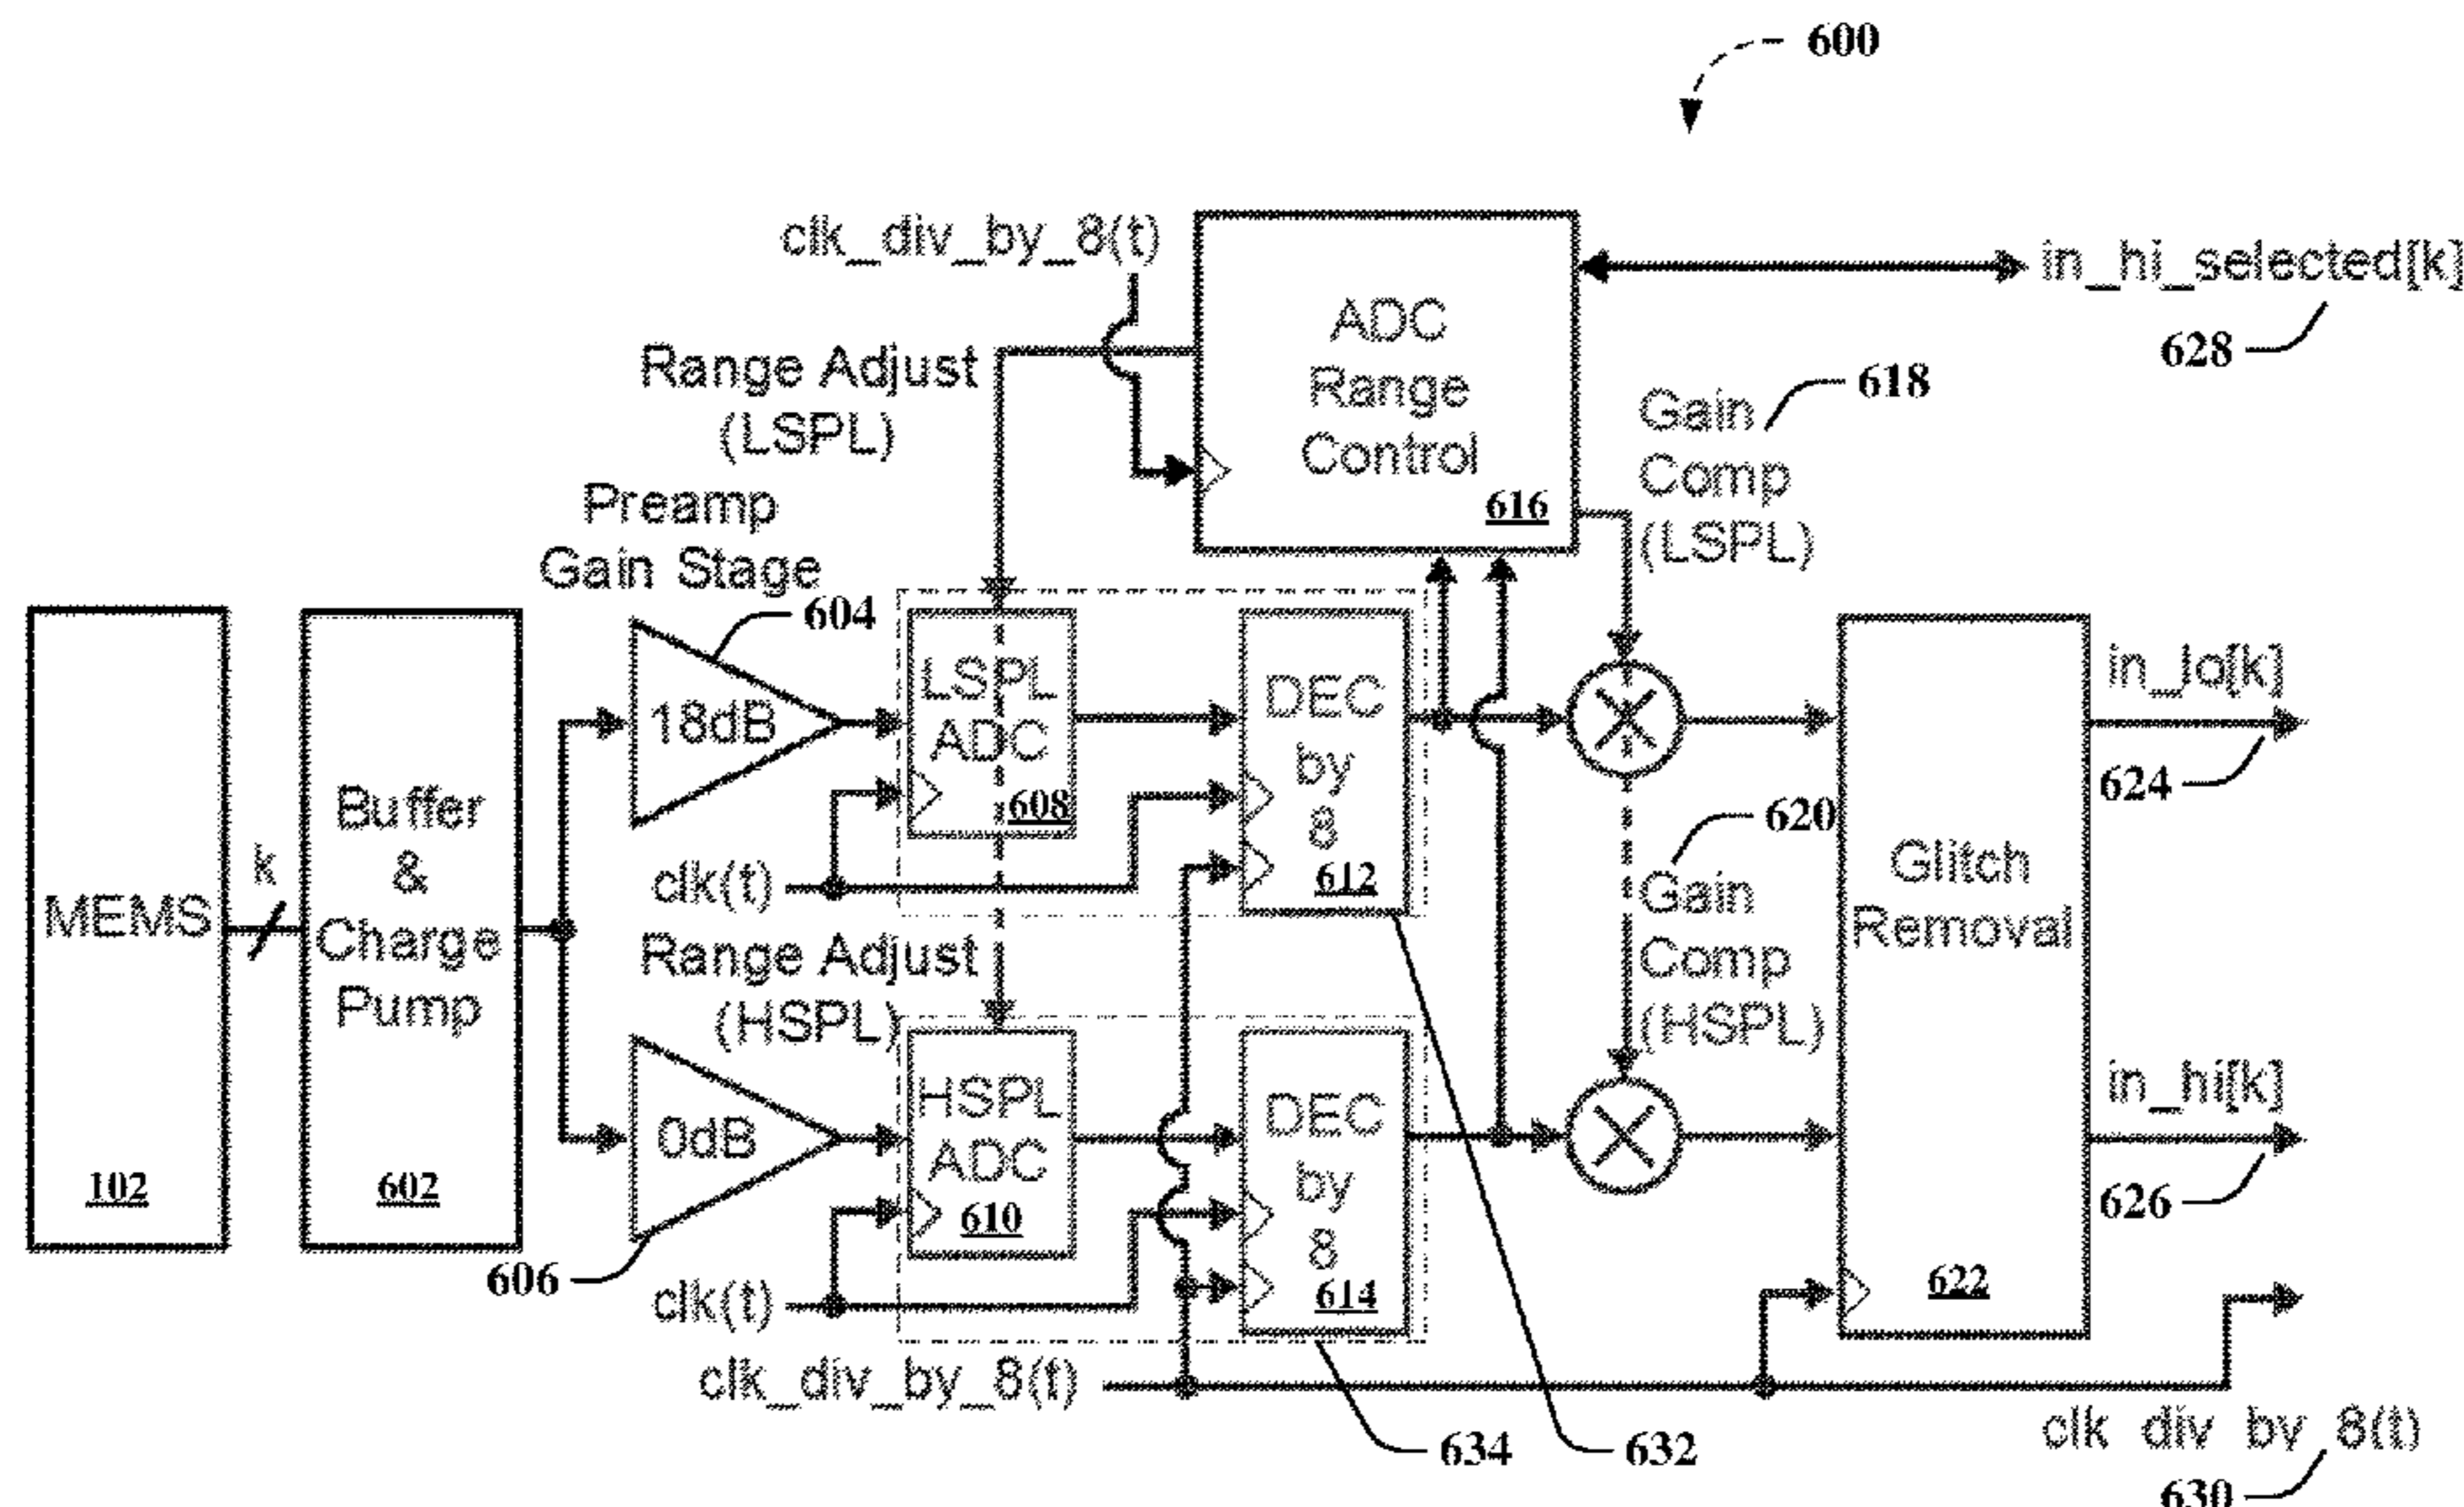 600
clk_div_by_8(t)
in_hi_selected[k]
628
ADC
Range
Control
616
Range Adjust
(LSPL)
Gain
Comp
(LSPL)
618
Preamp
Gain Stage
604
MEMS
102
k
Buffer
&
Charge
Pump
602
18dB
LSPL
ADC
608
DEC
by
8
612
clk(t)
Range Adjust
(HSPL)
0dB
606
HSPL
ADC
610
DEC
by
8
614
clk(t)
clk_div_by_8(t)
620
Gain
Comp
(HSPL)
Glitch
Removal
622
in_lo[k]
624
in_hi[k]
626
634
632
clk_div_by_8(t)
630